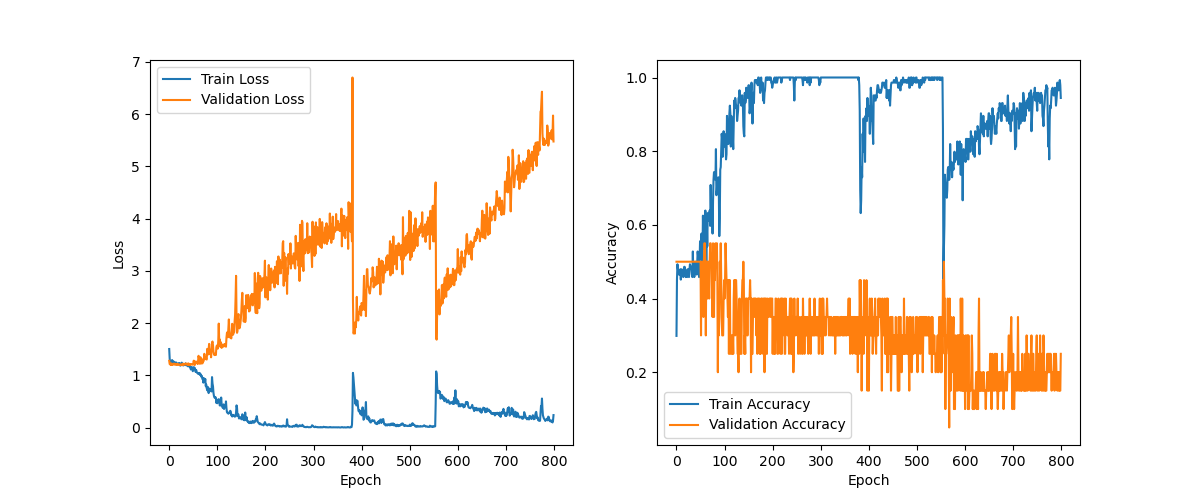 Train Loss
Validation Loss
7
6
5
4
3
2
1
0
Loss
0 100 200 300 400 500 600 700 800
Epoch
1.0
0.8
0.6
0.4
0.2
Accuracy
Train Accuracy
Validation Accuracy
0 100 200 300 400 500 600 700 800
Epoch